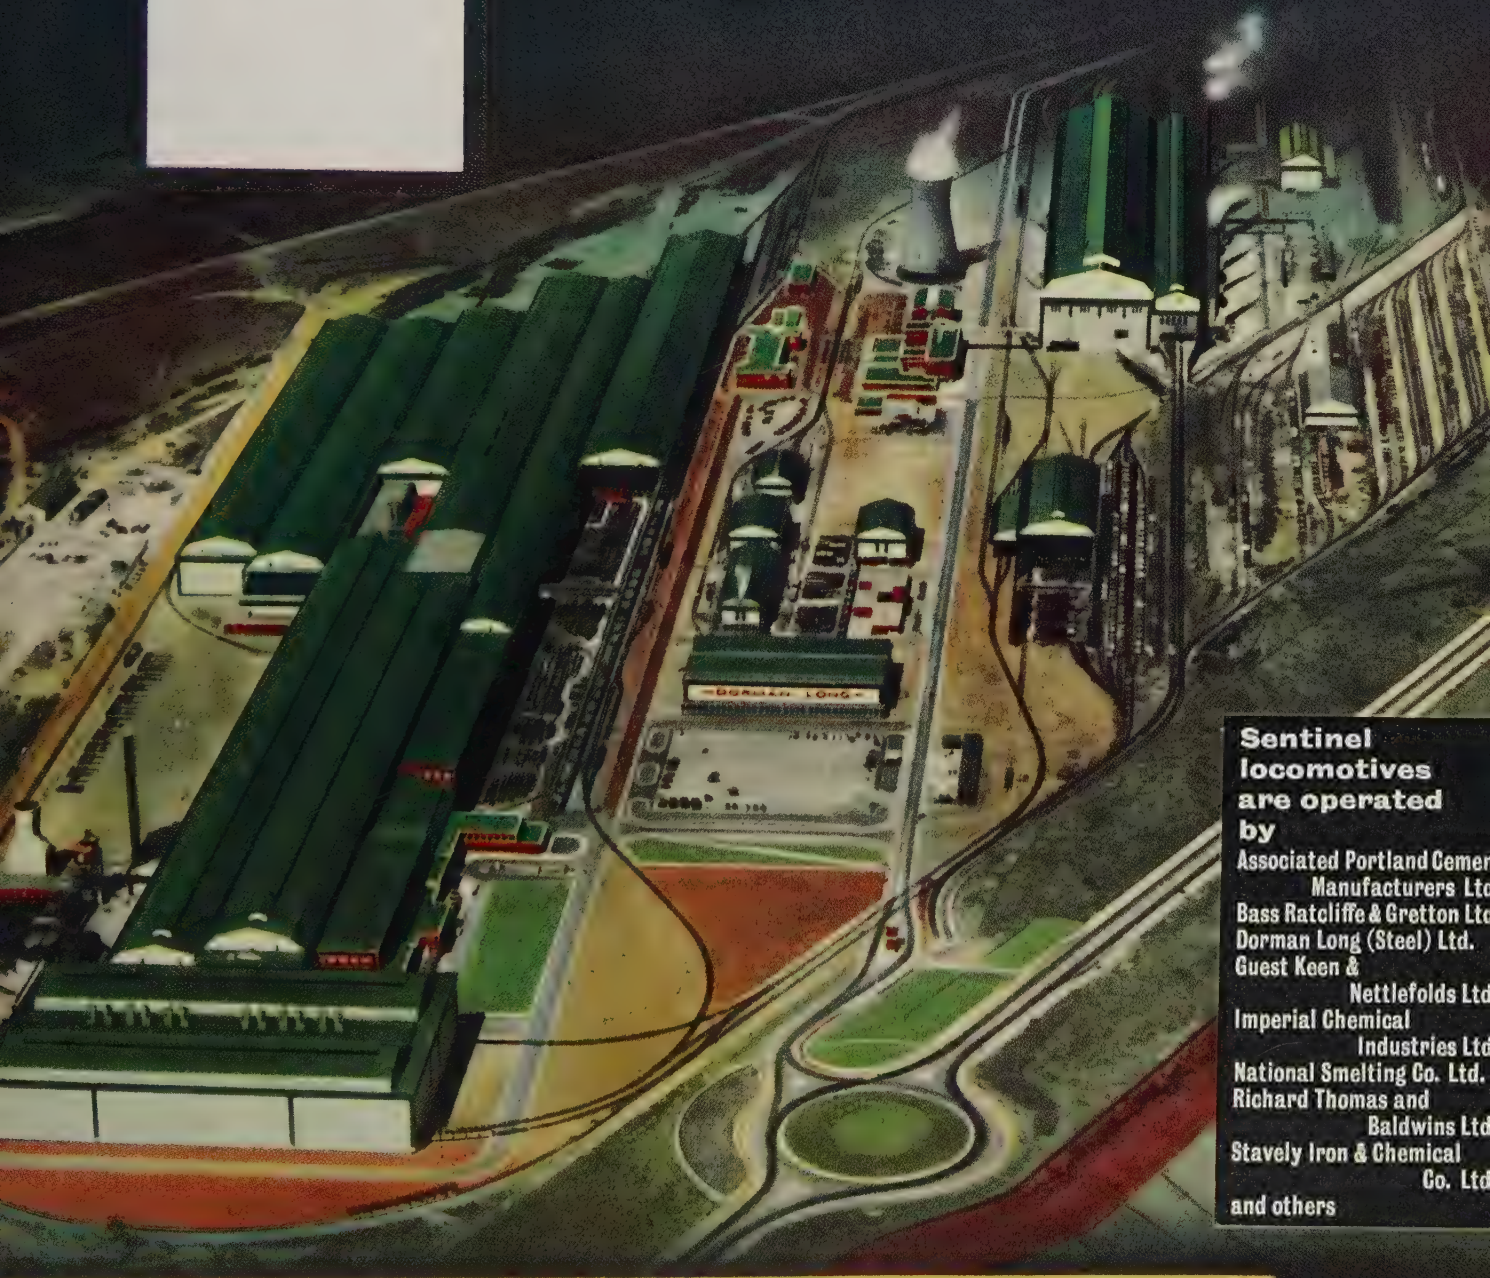 DORMAN LONG
Sentinel
locomotives
are operated
by
Associated Portland Cemen
Manufacturers Ltd
Bass Ratcliffe & Gretton Ltd
Dorman Long (Steel) Ltd.
Guest Keen &
Nettlefolds Ltd
Imperial Chemical
Industries Ltd
National Smelting Co. Ltd.
Richard Thomas and
Baldwins Ltd
Stavely Iron & Chemical
Co. Ltd
and others